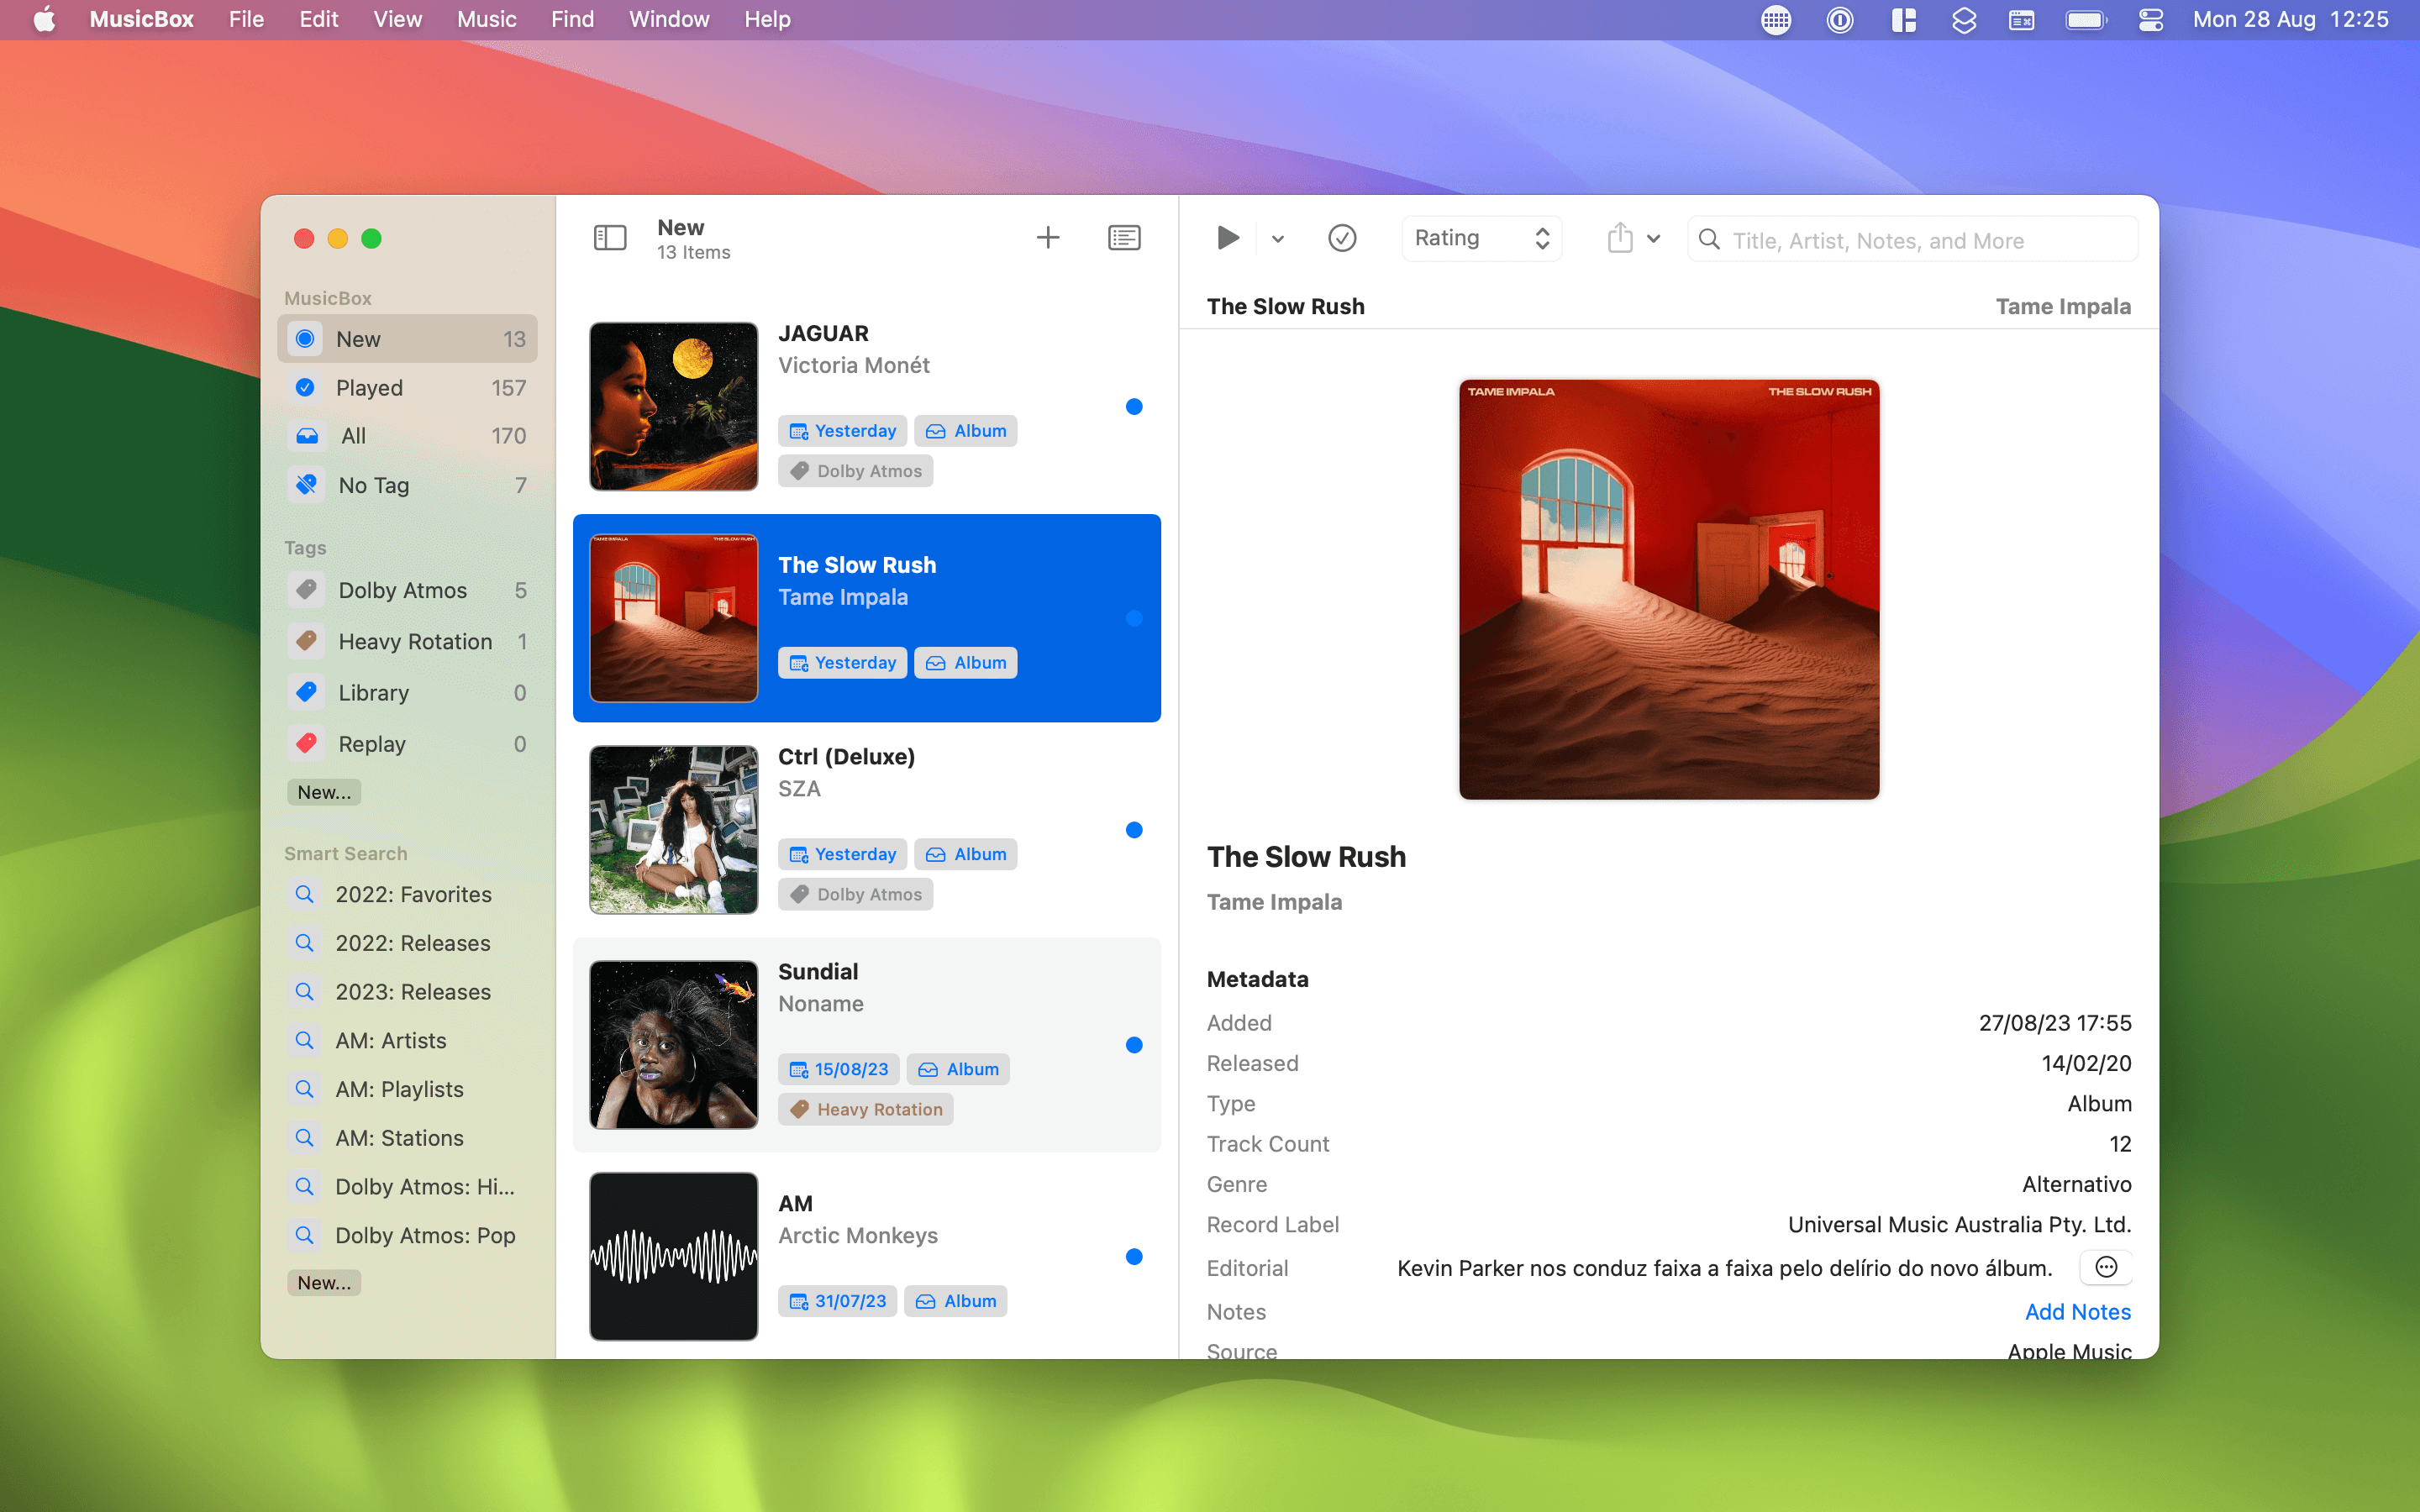 MusicBox File Edit View Music Find Window Help Mon 28 Aug 12:25
MusicBox
New 13
Played 157
All 170
No Tag 7
Tags
Dolby Atmos 5
Heavy Rotation 1
Library 0
Replay 0
New...
Smart Search
2022: Favorites
2022: Releases
2023: Releases
AM: Artists
AM: Playlists
AM: Stations
Dolby Atmos: Hi...
Dolby Atmos: Pop
New...
New
13 Items
JAGUAR
Victoria Monét
Yesterday Album
Dolby Atmos
TAME IMPALA THE SLOW RUSH
The Slow Rush
Tame Impala
Yesterday Album
Ctrl (Deluxe)
SZA
Yesterday Album
Dolby Atmos
Sundial
Noname
15/08/23 Album
Heavy Rotation
AM
Arctic Monkeys
31/07/23 Album
Rating Title, Artist, Notes, and More
The Slow Rush Tame Impala
TAME IMPALA THE SLOW RUSH
The Slow Rush
Tame Impala
Metadata
Added 27/08/23 17:55
Released 14/02/20
Type Album
Track Count 12
Genre Alternativo
Record Label Universal Music Australia Pty. Ltd.
Editorial Kevin Parker nos conduz faixa a faixa pelo delírio do novo álbum.
Notes Add Notes
Source Apple Music